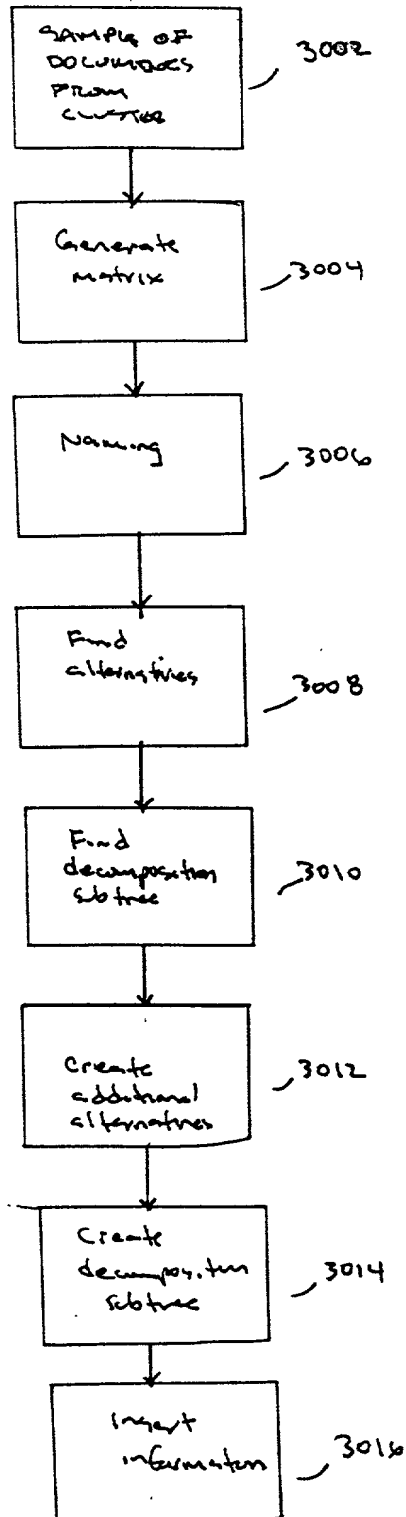 SAMPLE OF
DOCUMENTS
FROM
CLUSTER
3002
Generate
matrix
3004
Naming
3006
Find
alternatives
3008
Find
decomposition
subtree
3010
Create
additional
alternatives
3012
Create
decomposition
subtree
3014
Insert
information
3016